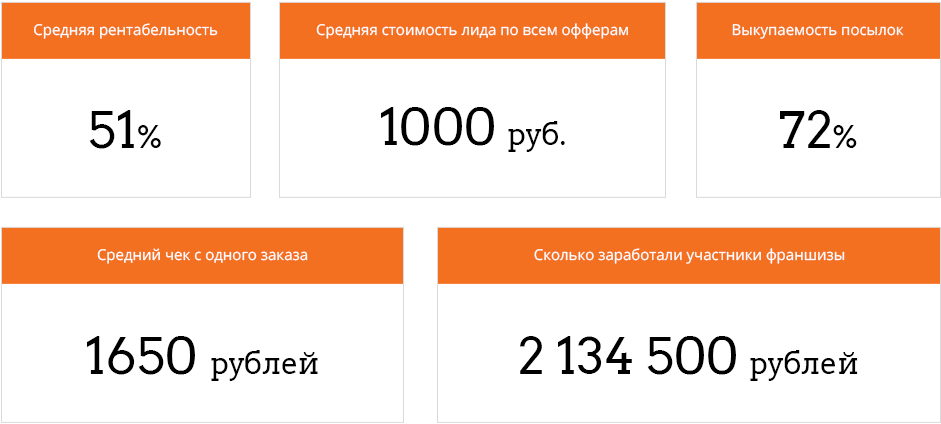 Средняя рентабельность
51%
Средняя стоимость лида по всем офферам
1000 руб.
Выкупаемость посылок
72%
Средний чек с одного заказа
1650 рублей
Сколько заработали участники франшизы
2 134 500 рублей